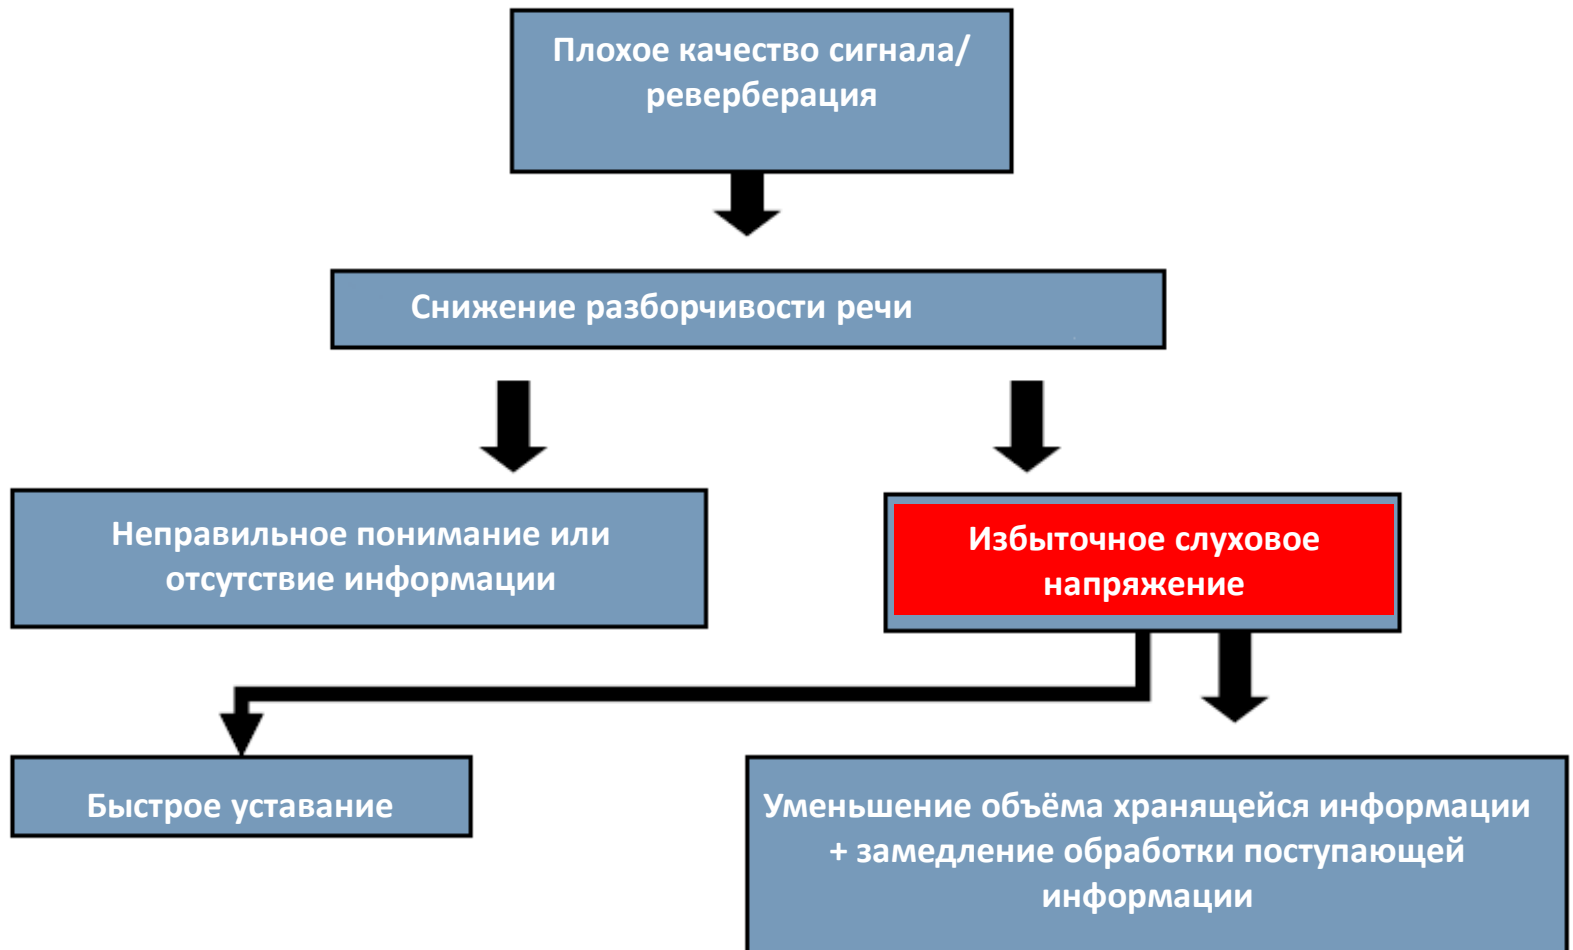 Плохое качество сигнала/
реверберация
Снижение разборчивости речи
Неправильное понимание или
отсутствие информации
Избыточное слуховое
напряжение
Быстрое уставание
Уменьшение объёма хранящейся информации
+ замедление обработки поступающей
информации